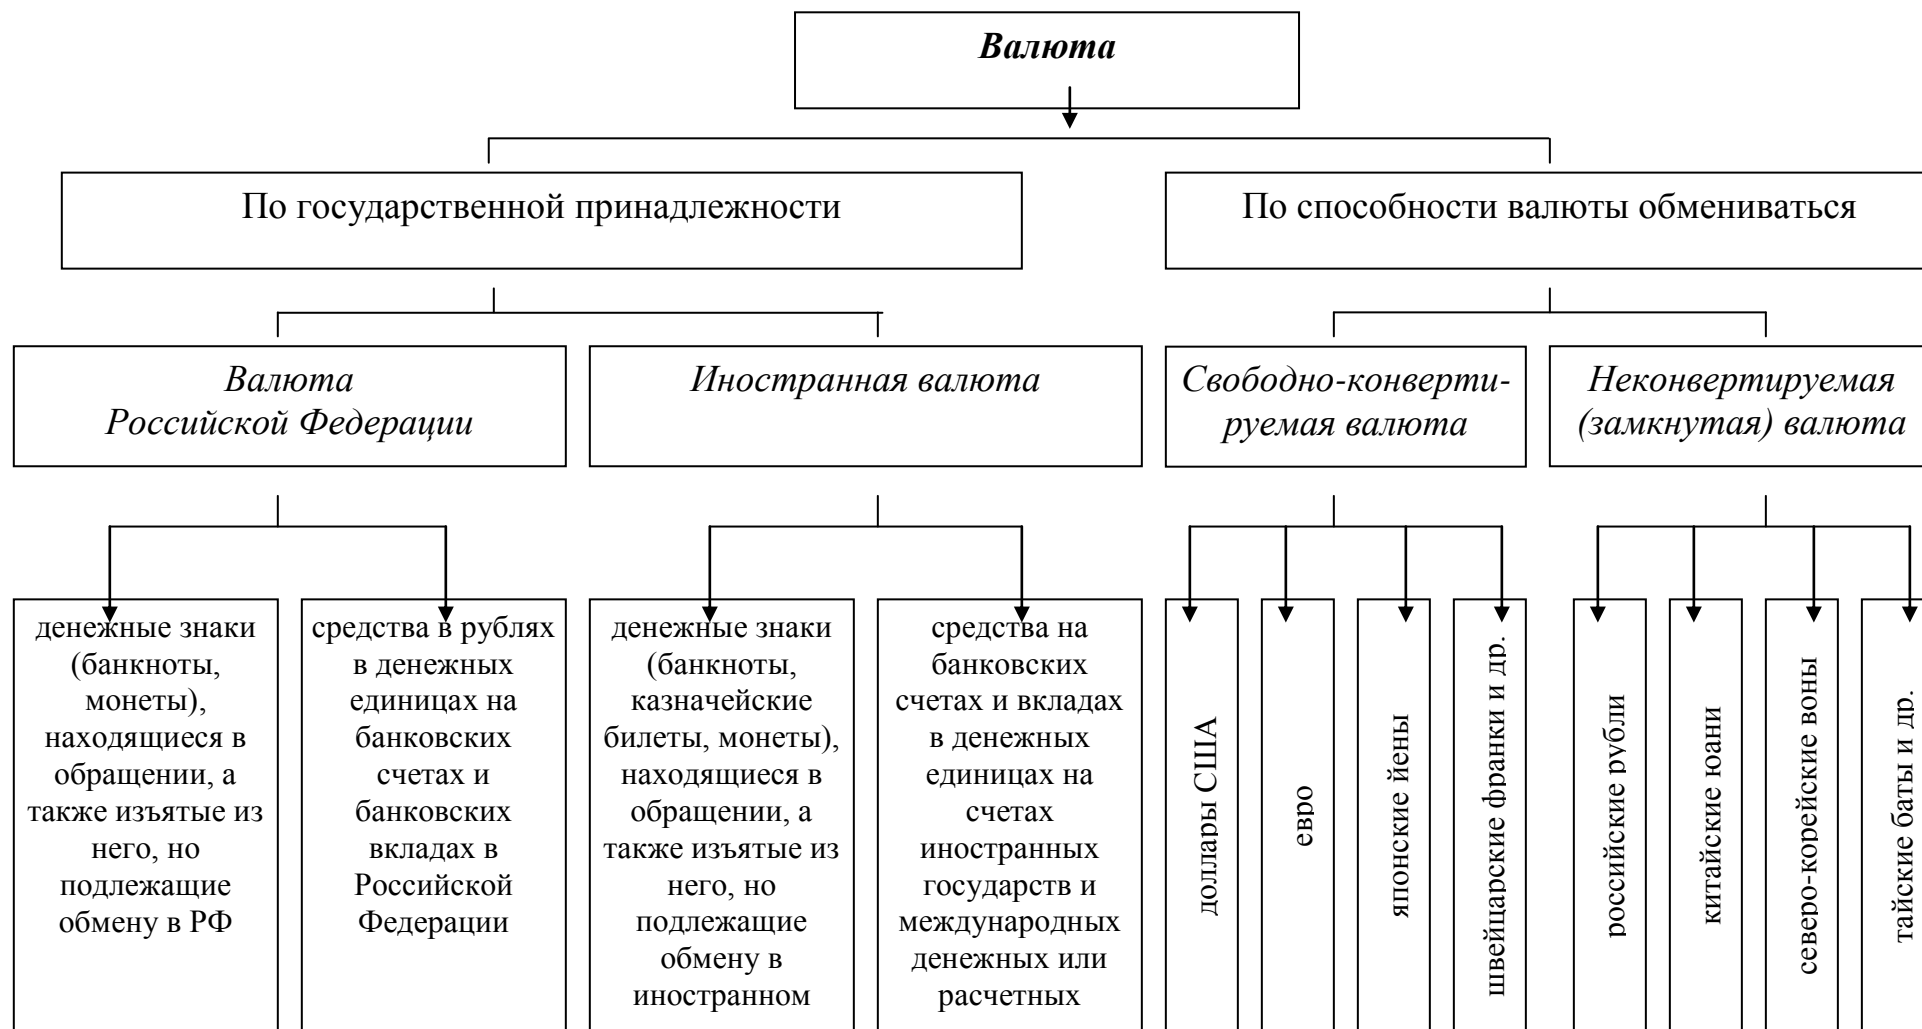 Валюта
По государственной принадлежности
По способности валюты обмениваться
Валюта
Российской Федерации
Иностранная валюта
Свободно-конверти-
руемая валюта
Неконвертируемая
(замкнутая) валюта
денежные знаки
(банкноты,
монеты),
находящиеся в
обращении, а
также изъятые из
него, но
подлежащие
обмену в РФ
средства в рублях
в денежных
единицах на
банковских
счетах и
банковских
вкладах в
Российской
Федерации
денежные знаки
(банкноты,
казначейские
билеты, монеты),
находящиеся в
обращении, а
также изъятые из
него, но
подлежащие
обмену в
иностранном
средства на
банковских
счетах и вкладах
в денежных
единицах на
счетах
иностранных
государств и
международных
денежных или
расчетных
доллары США
евро
японские йены
швейцарские франки и др.
российские рубли
китайские юани
северо-корейские воны
тайские баты и др.